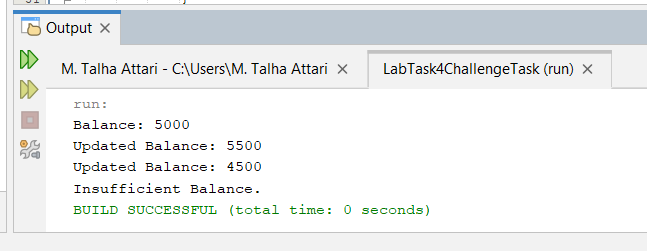 Output
M. Talha Attari - C:\Users\M. Talha Attari
LabTask4ChallengeTask (run)
run:
Balance: 5000
Updated Balance: 5500
Updated Balance: 4500
Insufficient Balance.
BUILD SUCCESSFUL (total time: 0 seconds)